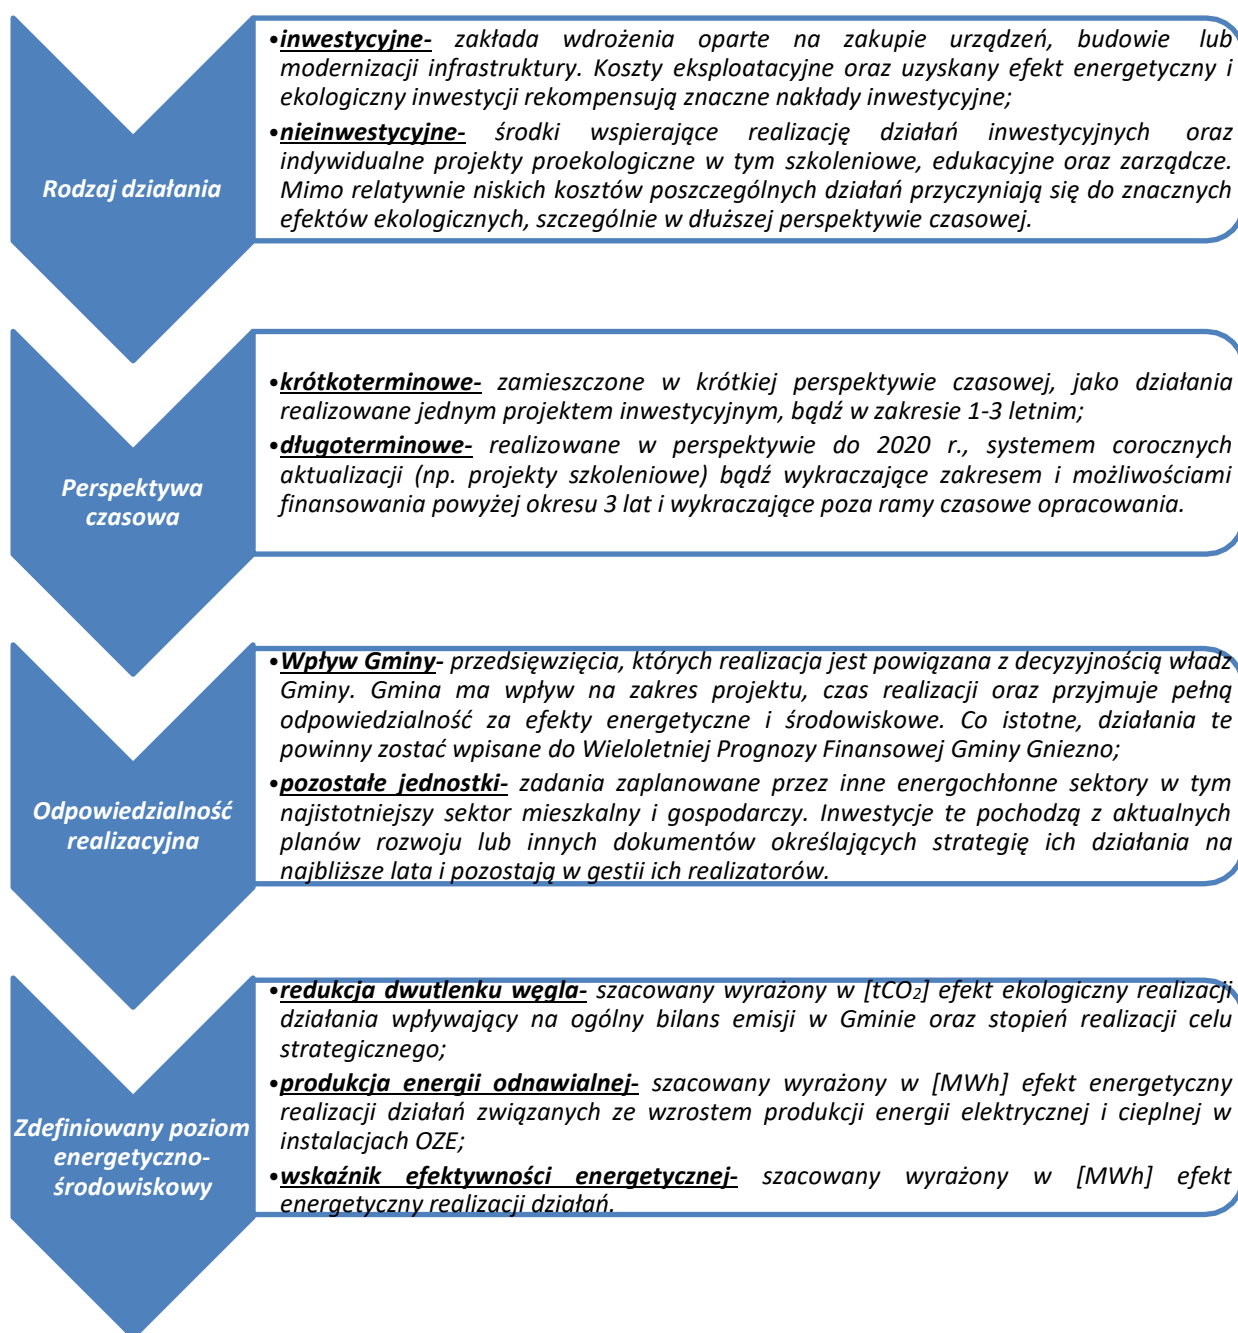 Rodzaj działania
•inwestycyjne- zakłada wdrożenia oparte na zakupie urządzeń, budowie lub
modernizacji infrastruktury. Koszty eksploatacyjne oraz uzyskany efekt energetyczny i
ekologiczny inwestycji rekompensują znaczne nakłady inwestycyjne;
•nieinwestycyjne- środki wspierające realizację działań inwestycyjnych oraz
indywidualne projekty proekologiczne w tym szkoleniowe, edukacyjne oraz zarządcze.
Mimo relatywnie niskich kosztów poszczególnych działań przyczyniają się do znacznych
efektów ekologicznych, szczególnie w dłuższej perspektywie czasowej.
Perspektywa
czasowa
•krótkoterminowe- zamieszczone w krótkiej perspektywie czasowej, jako działania
realizowane jednym projektem inwestycyjnym, bądź w zakresie 1-3 letnim;
•długoterminowe- realizowane w perspektywie do 2020 r., systemem corocznych
aktualizacji (np. projekty szkoleniowe) bądź wykraczające zakresem i możliwościami
finansowania powyżej okresu 3 lat i wykraczające poza ramy czasowe opracowania.
Odpowiedzialność
realizacyjna
•Wpływ Gminy- przedsięwzięcia, których realizacja jest powiązana z decyzyjnością władz
Gminy. Gmina ma wpływ na zakres projektu, czas realizacji oraz przyjmuje pełną
odpowiedzialność za efekty energetyczne i środowiskowe. Co istotne, działania te
powinny zostać wpisane do Wieloletniej Prognozy Finansowej Gminy Gniezno;
•pozostałe jednostki- zadania zaplanowane przez inne energochłonne sektory w tym
najistotniejszy sektor mieszkalny i gospodarczy. Inwestycje te pochodzą z aktualnych
planów rozwoju lub innych dokumentów określających strategię ich działania na
najbliższe lata i pozostają w gestii ich realizatorów.
Zdefiniowany poziom
energetyczno-
środowiskowy
•redukcja dwutlenku węgla- szacowany wyrażony w [tCO₂] efekt ekologiczny realizacji
działania wpływający na ogólny bilans emisji w Gminie oraz stopień realizacji celu
strategicznego;
•produkcja energii odnawialnej- szacowany wyrażony w [MWh] efekt energetyczny
realizacji działań związanych ze wzrostem produkcji energii elektrycznej i cieplnej w
instalacjach OZE;
•wskaźnik efektywności energetycznej- szacowany wyrażony w [MWh] efekt
energetyczny realizacji działań.